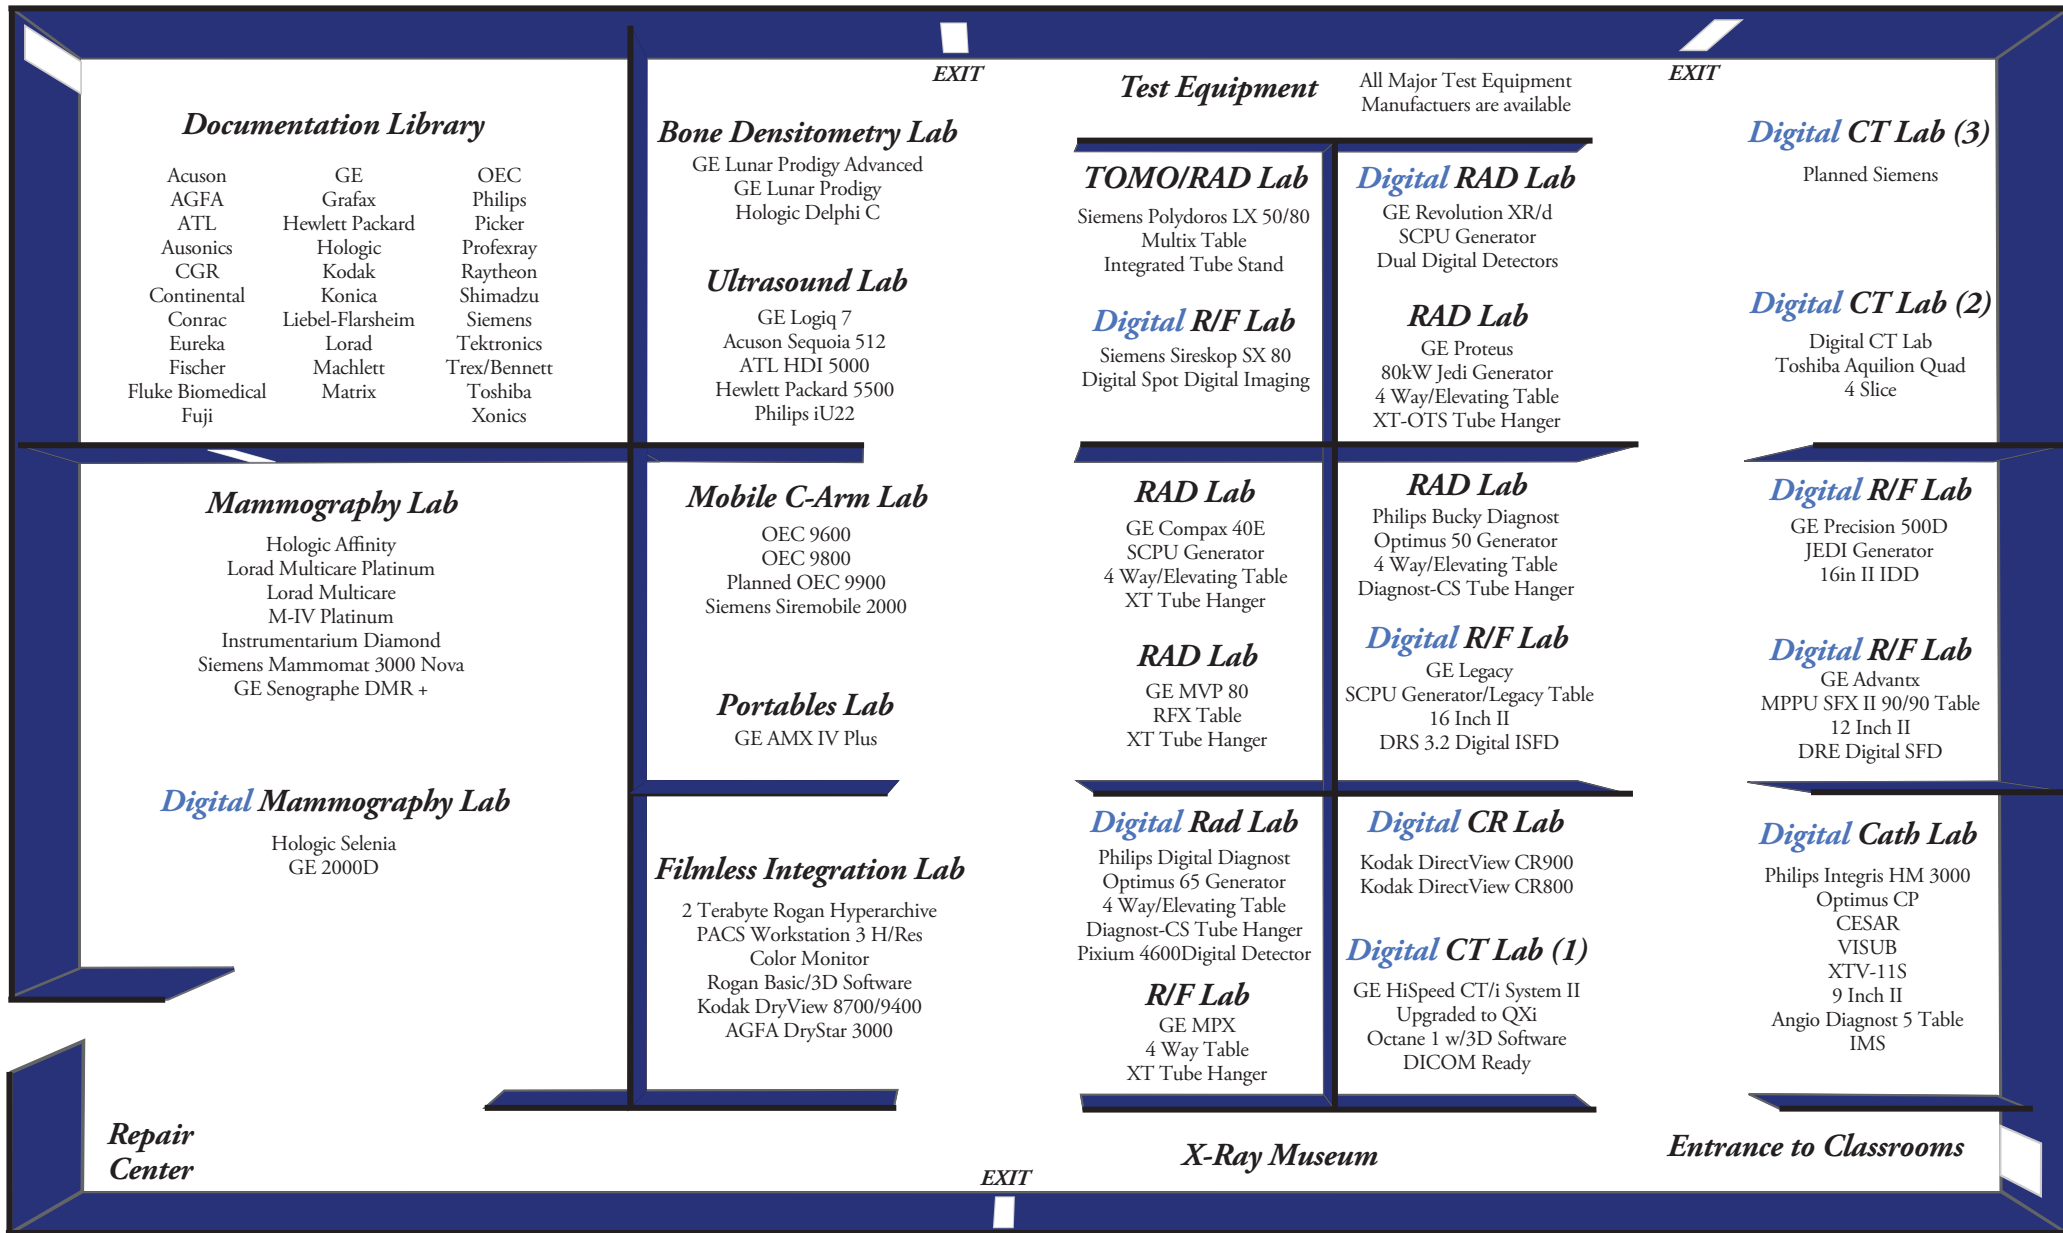 EXIT
EXIT
Documentation Library
Acuson
AGFA
ATL
Ausonics
CGR
Continental
Conrac
Eureka
Fischer
Fluke Biomedical
Fuji
GE
Grafax
Hewlett Packard
Hologic
Kodak
Konica
Liebel-Flarsheim
Lorad
Machlett
Matrix
OEC
Philips
Picker
Profexray
Raytheon
Shimadzu
Siemens
Tektronics
Trex/Bennett
Toshiba
Xonics
Mammography Lab
Hologic Affinity
Lorad Multicare Platinum
Lorad Multicare
M-IV Platinum
Instrumentarium Diamond
Siemens Mammomat 3000 Nova
GE Senographe DMR +
Digital Mammography Lab
Hologic Selenia
GE 2000D
Repair
Center
Bone Densitometry Lab
GE Lunar Prodigy Advanced
GE Lunar Prodigy
Hologic Delphi C
Ultrasound Lab
GE Logiq 7
Acuson Sequoia 512
ATL HDI 5000
Hewlett Packard 5500
Philips iU22
Mobile C-Arm Lab
OEC 9600
OEC 9800
Planned OEC 9900
Siemens Siremobile 2000
Portables Lab
GE AMX IV Plus
Filmless Integration Lab
2 Terabyte Rogan Hyperarchive
PACS Workstation 3 H/Res
Color Monitor
Rogan Basic/3D Software
Kodak DryView 8700/9400
AGFA DryStar 3000
EXIT
Test Equipment
All Major Test Equipment
Manufactuers are available
TOMO/RAD Lab
Siemens Polydoros LX 50/80
Multix Table
Integrated Tube Stand
Digital R/F Lab
Siemens Sireskop SX 80
Digital Spot Digital Imaging
RAD Lab
GE Compax 40E
SCPU Generator
4 Way/Elevating Table
XT Tube Hanger
RAD Lab
GE MVP 80
RFX Table
XT Tube Hanger
Digital Rad Lab
Philips Digital Diagnost
Optimus 65 Generator
4 Way/Elevating Table
Diagnost-CS Tube Hanger
Pixium 4600Digital Detector
R/F Lab
GE MPX
4 Way Table
XT Tube Hanger
Digital RAD Lab
GE Revolution XR/d
SCPU Generator
Dual Digital Detectors
RAD Lab
GE Proteus
80kW Jedi Generator
4 Way/Elevating Table
XT-OTS Tube Hanger
RAD Lab
Philips Bucky Diagnost
Optimus 50 Generator
4 Way/Elevating Table
Diagnost-CS Tube Hanger
Digital R/F Lab
GE Legacy
SCPU Generator/Legacy Table
16 Inch II
DRS 3.2 Digital ISFD
Digital CR Lab
Kodak DirectView CR900
Kodak DirectView CR800
Digital CT Lab (1)
GE HiSpeed CT/i System II
Upgraded to QXi
Octane 1 w/3D Software
DICOM Ready
X-Ray Museum
Digital CT Lab (3)
Planned Siemens
Digital CT Lab (2)
Digital CT Lab
Toshiba Aquilion Quad
4 Slice
Digital R/F Lab
GE Precision 500D
JEDI Generator
16in II IDD
Digital R/F Lab
GE Advantx
MPPU SFX II 90/90 Table
12 Inch II
DRE Digital SFD
Digital Cath Lab
Philips Integris HM 3000
Optimus CP
CESAR
VISUB
XTV-11S
9 Inch II
Angio Diagnost 5 Table
IMS
Entrance to Classrooms